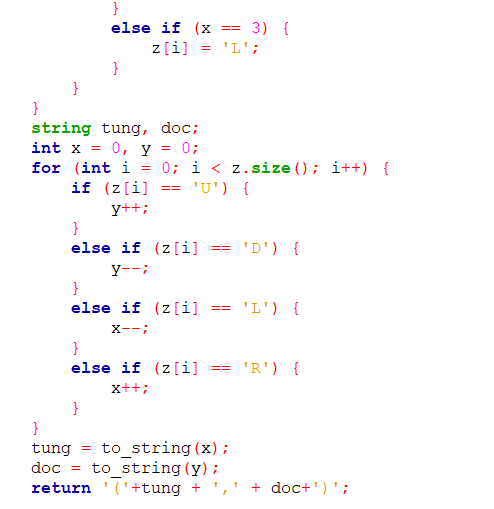 }
else if (x == 3) {
z[i] = 'L';
}
}
}
string tung, doc;
int x = 0, y = 0;
for (int i = 0; i < z.size(); i++) {
if (z[i] == 'U') {
y++;
}
else if (z[i] == 'D') {
y--;
}
else if (z[i] == 'L') {
x--;
}
else if (z[i] == 'R') {
x++;
}
}
tung = to_string(x);
doc = to_string(y);
return '('+tung + ',' + doc+')';